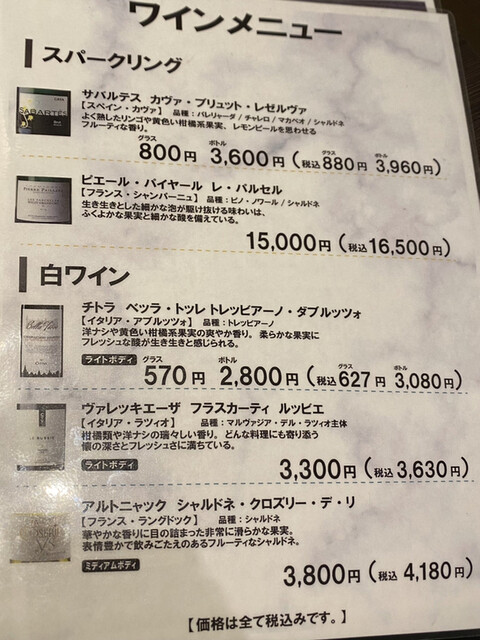 ワインメニュー
スパークリング
サバルテス カヴァ・ブリュット・レゼルヴァ
【スペイン・カヴァ】 品種：パレリャーダ / チャレロ / マカベオ / シャルドネ
よく熟したリンゴや黄色い柑橘系果実、レモンピールを思わせる
フルーティな香り。
グラス 800円 ボトル 3,600円 (税込 グラス 880円 ボトル 3,960円)
ピエール・パイヤール レ・パルセル
【フランス・シャンパーニュ】 品種：ピノ・ノワール / シャルドネ
生き生きとした細かな泡が駆け抜ける味わいは、
ふくよかな果実と細かな酸を備えている。
15,000円 (税込 16,500円)
白ワイン
チトラ ベッラ・トッレ トレッビアーノ・ダブルッツォ
【イタリア・アブルッツォ】 品種：トレッビアーノ
洋ナシや黄色い柑橘系果実の爽やか香り。柔らかな果実に
フレッシュな酸が生き生きと感じられる。
ライトボディ グラス 570円 ボトル 2,800円 (税込 グラス 627円 ボトル 3,080円)
ヴァレッキエーザ フラスカーティ ルッピエ
【イタリア・ラツィオ】 品種：マルヴァジア・デル・ラツィオ主体
柑橘類や洋ナシの瑞々しい香り。どんな料理にも寄り添う
懐の深さとフレッシュさに満ちている。
ライトボディ 3,300円 (税込 3,630円)
アルトニャック シャルドネ・クロズリー・デ・リ
【フランス・ラングドック】 品種：シャルドネ
華やかな香りに目の詰まった非常に滑らかな果実。
表情豊かで飲みごたえのあるフルーティなシャルドネ。
ミディアムボディ 3,800円 (税込 4,180円)
【価格は全て税込みです。】